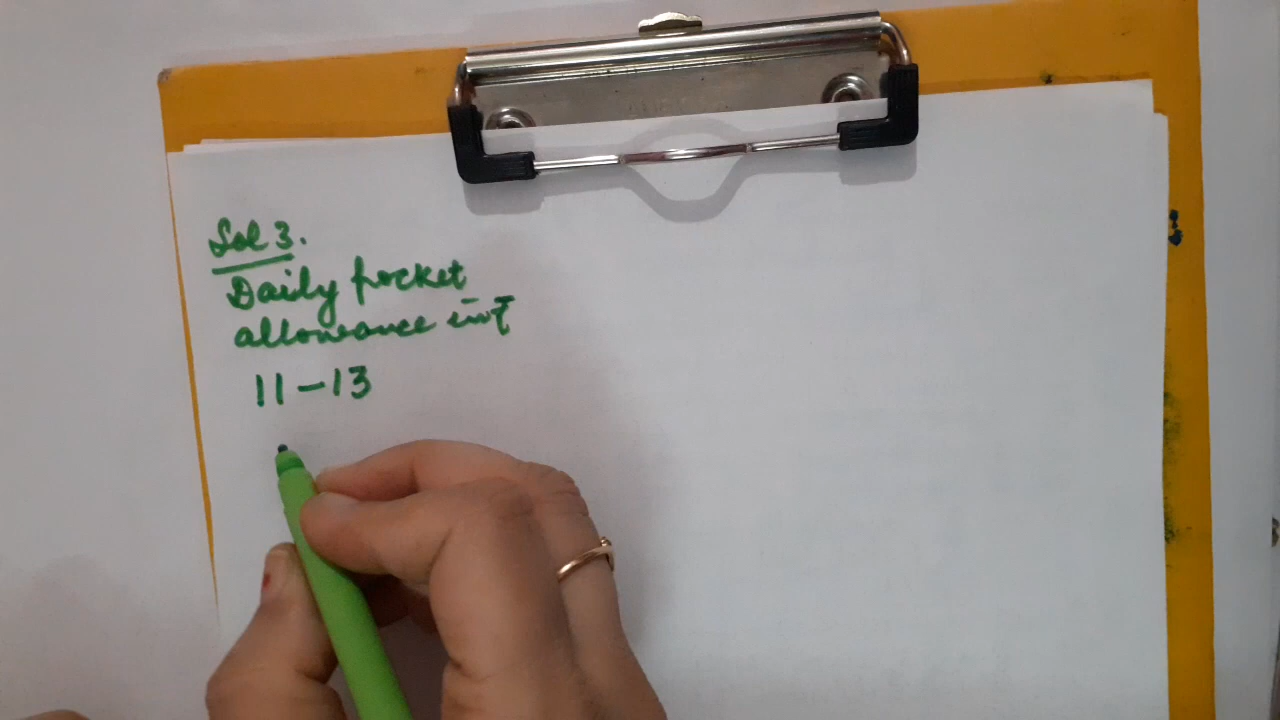 Sol 3.
Daily pocket
allowance in ₹
11-13